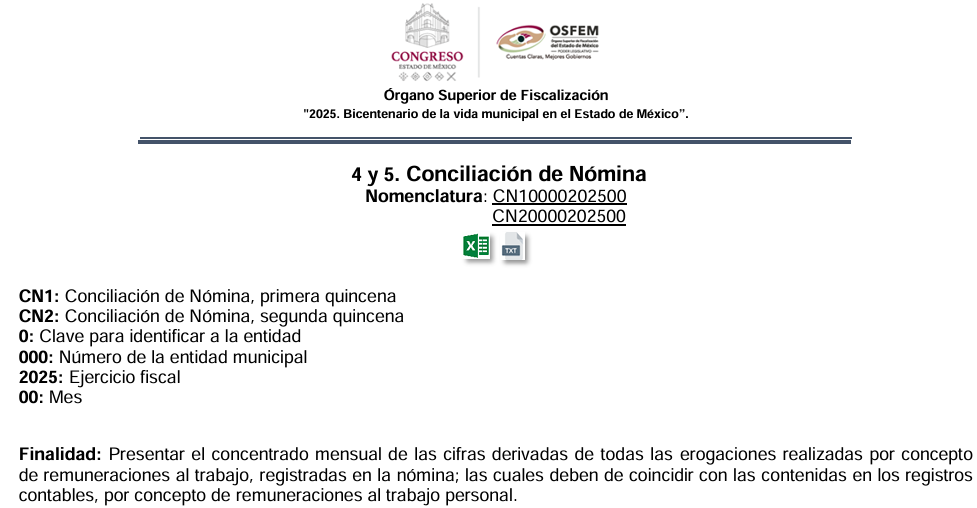 CONGRESO
ESTADO DE MÉXICO
OSFEM
Órgano Superior de Fiscalización
del Estado de México
PODER LEGISLATIVO
Cuentas Claras, Mejores Gobiernos
Órgano Superior de Fiscalización
"2025. Bicentenario de la vida municipal en el Estado de México”.
4 y 5. Conciliación de Nómina
Nomenclatura: CN10000202500
CN20000202500
X TXT
CN1: Conciliación de Nómina, primera quincena
CN2: Conciliación de Nómina, segunda quincena
0: Clave para identificar a la entidad
000: Número de la entidad municipal
2025: Ejercicio fiscal
00: Mes
Finalidad: Presentar el concentrado mensual de las cifras derivadas de todas las erogaciones realizadas por concepto
de remuneraciones al trabajo, registradas en la nómina; las cuales deben de coincidir con las contenidas en los registros
contables, por concepto de remuneraciones al trabajo personal.